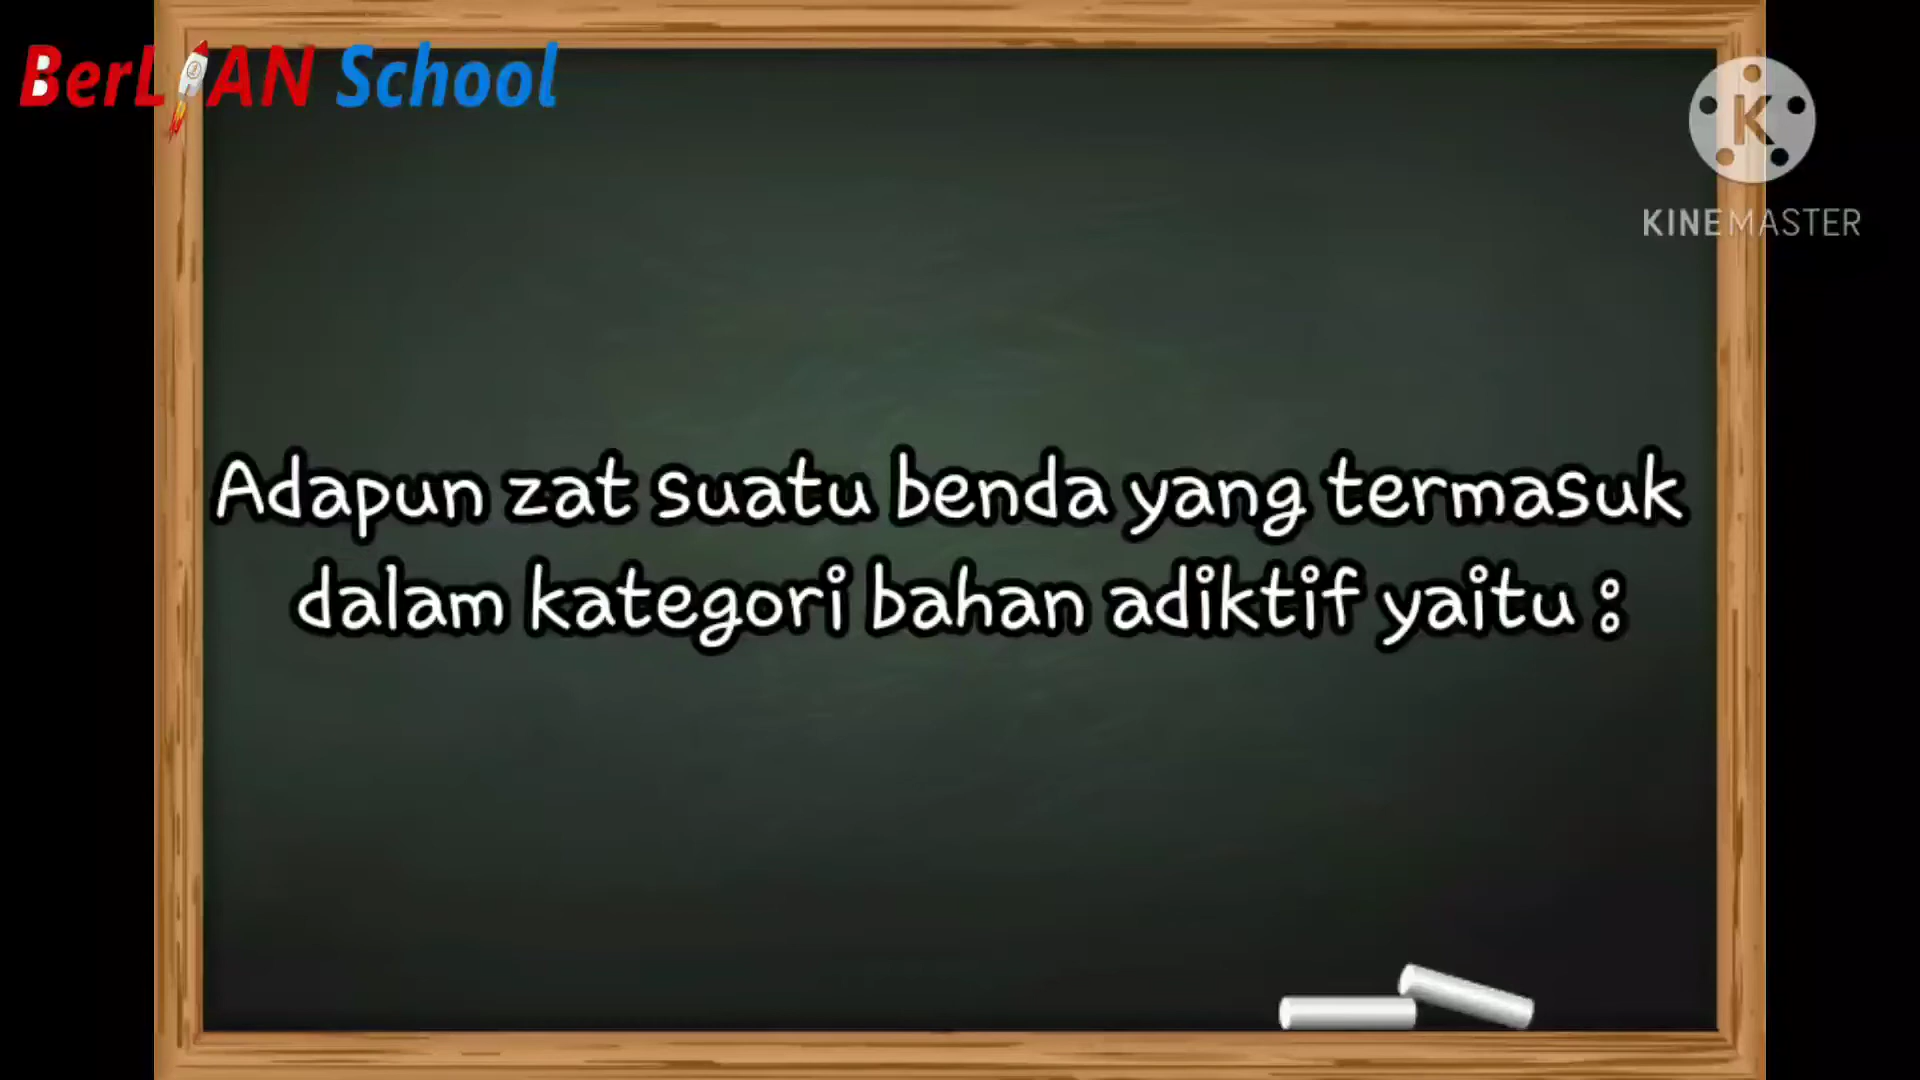 BerLiAN School
KINEMASTER
Adapun zat suatu benda yang termasuk
dalam kategori bahan adiktif yaitu :